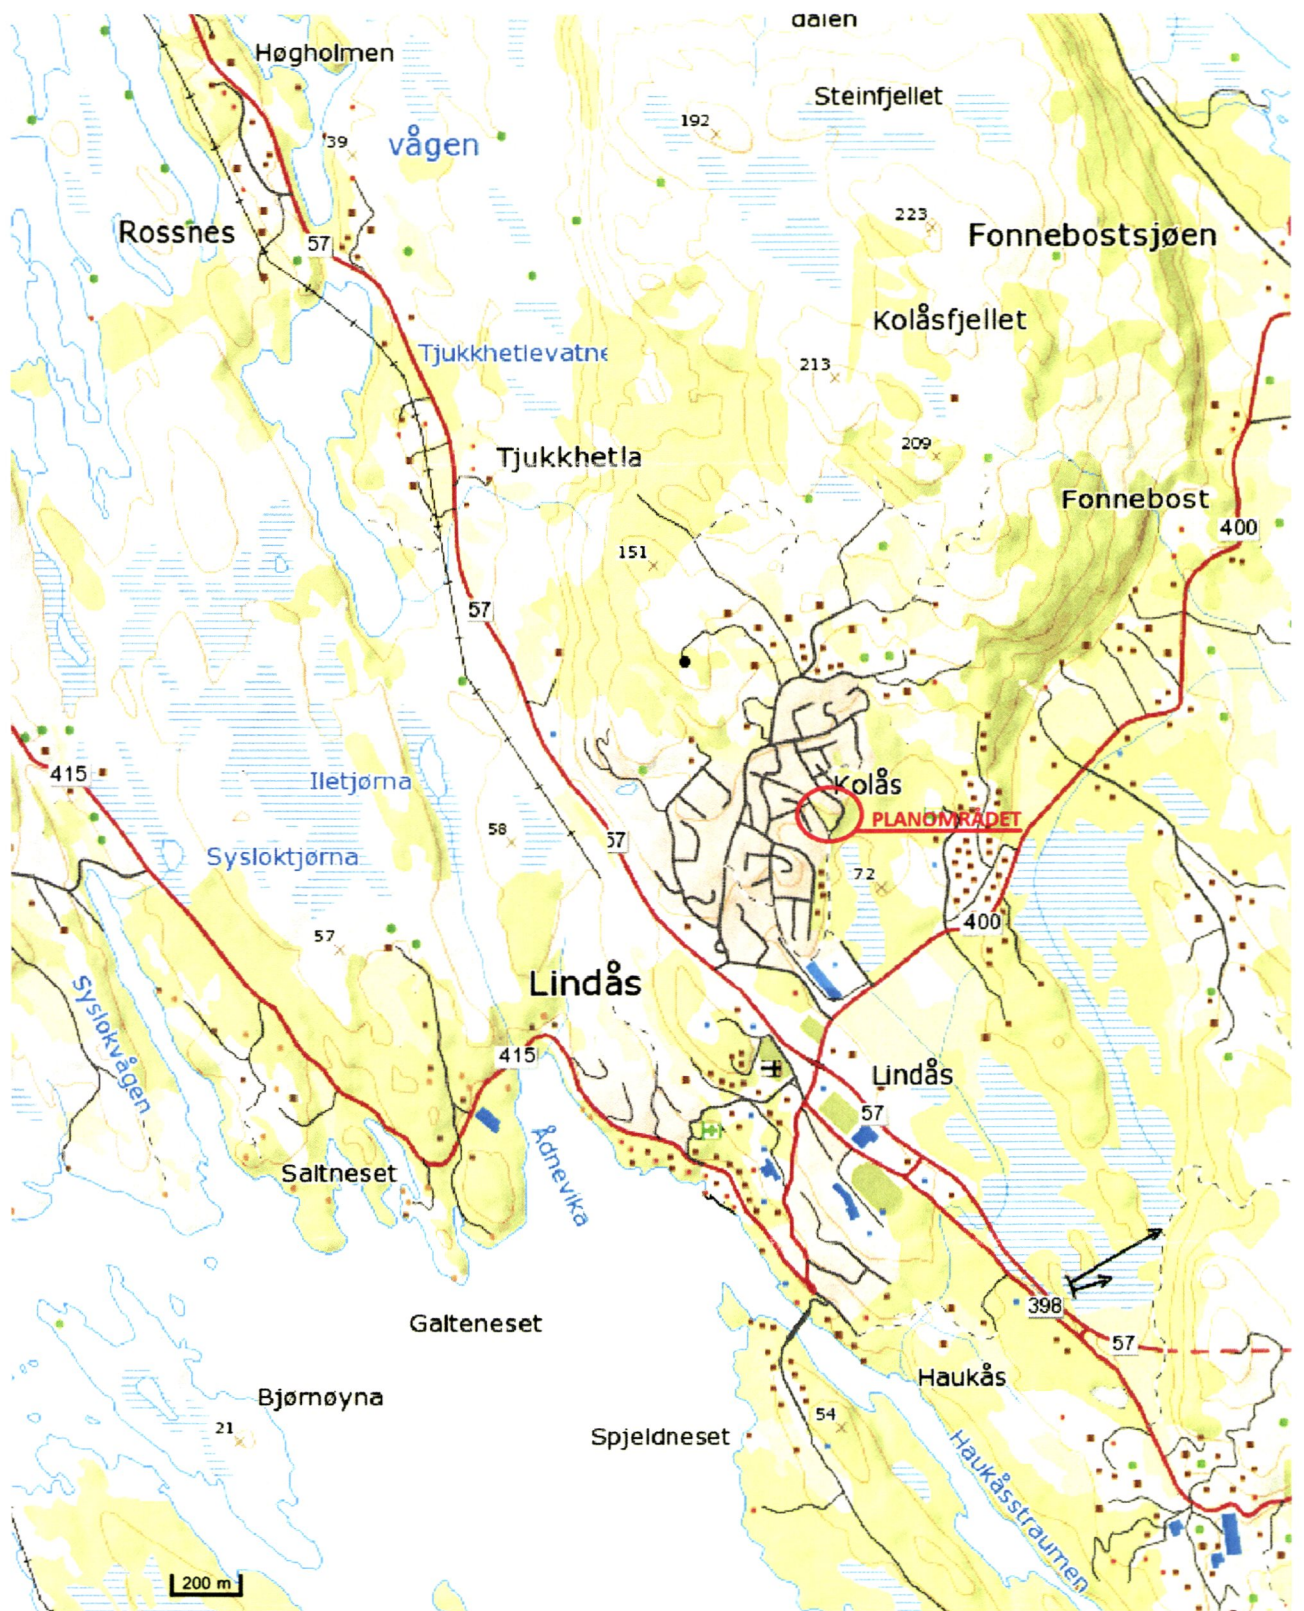 dalen
Høgholmen
Steinfjellet
192
39
vågen
223
Rossnes
57
Fonnebostsjøen
Kolåsfjellet
Tjukkhetlevatne
213
209
Tjukkhetla
Fonnebost
400
151
57
415
Iletjørna
Kolås
PLANOMRÅDET
58
57
Sysloktjørna
72
400
57
Lindås
Syslokvågen
415
Lindås
57
Ådnevika
Saltneset
398
Galteneset
57
Haukås
Bjørnøyna
54
21
Spjeldneset
Haukåsstraumen
200 m